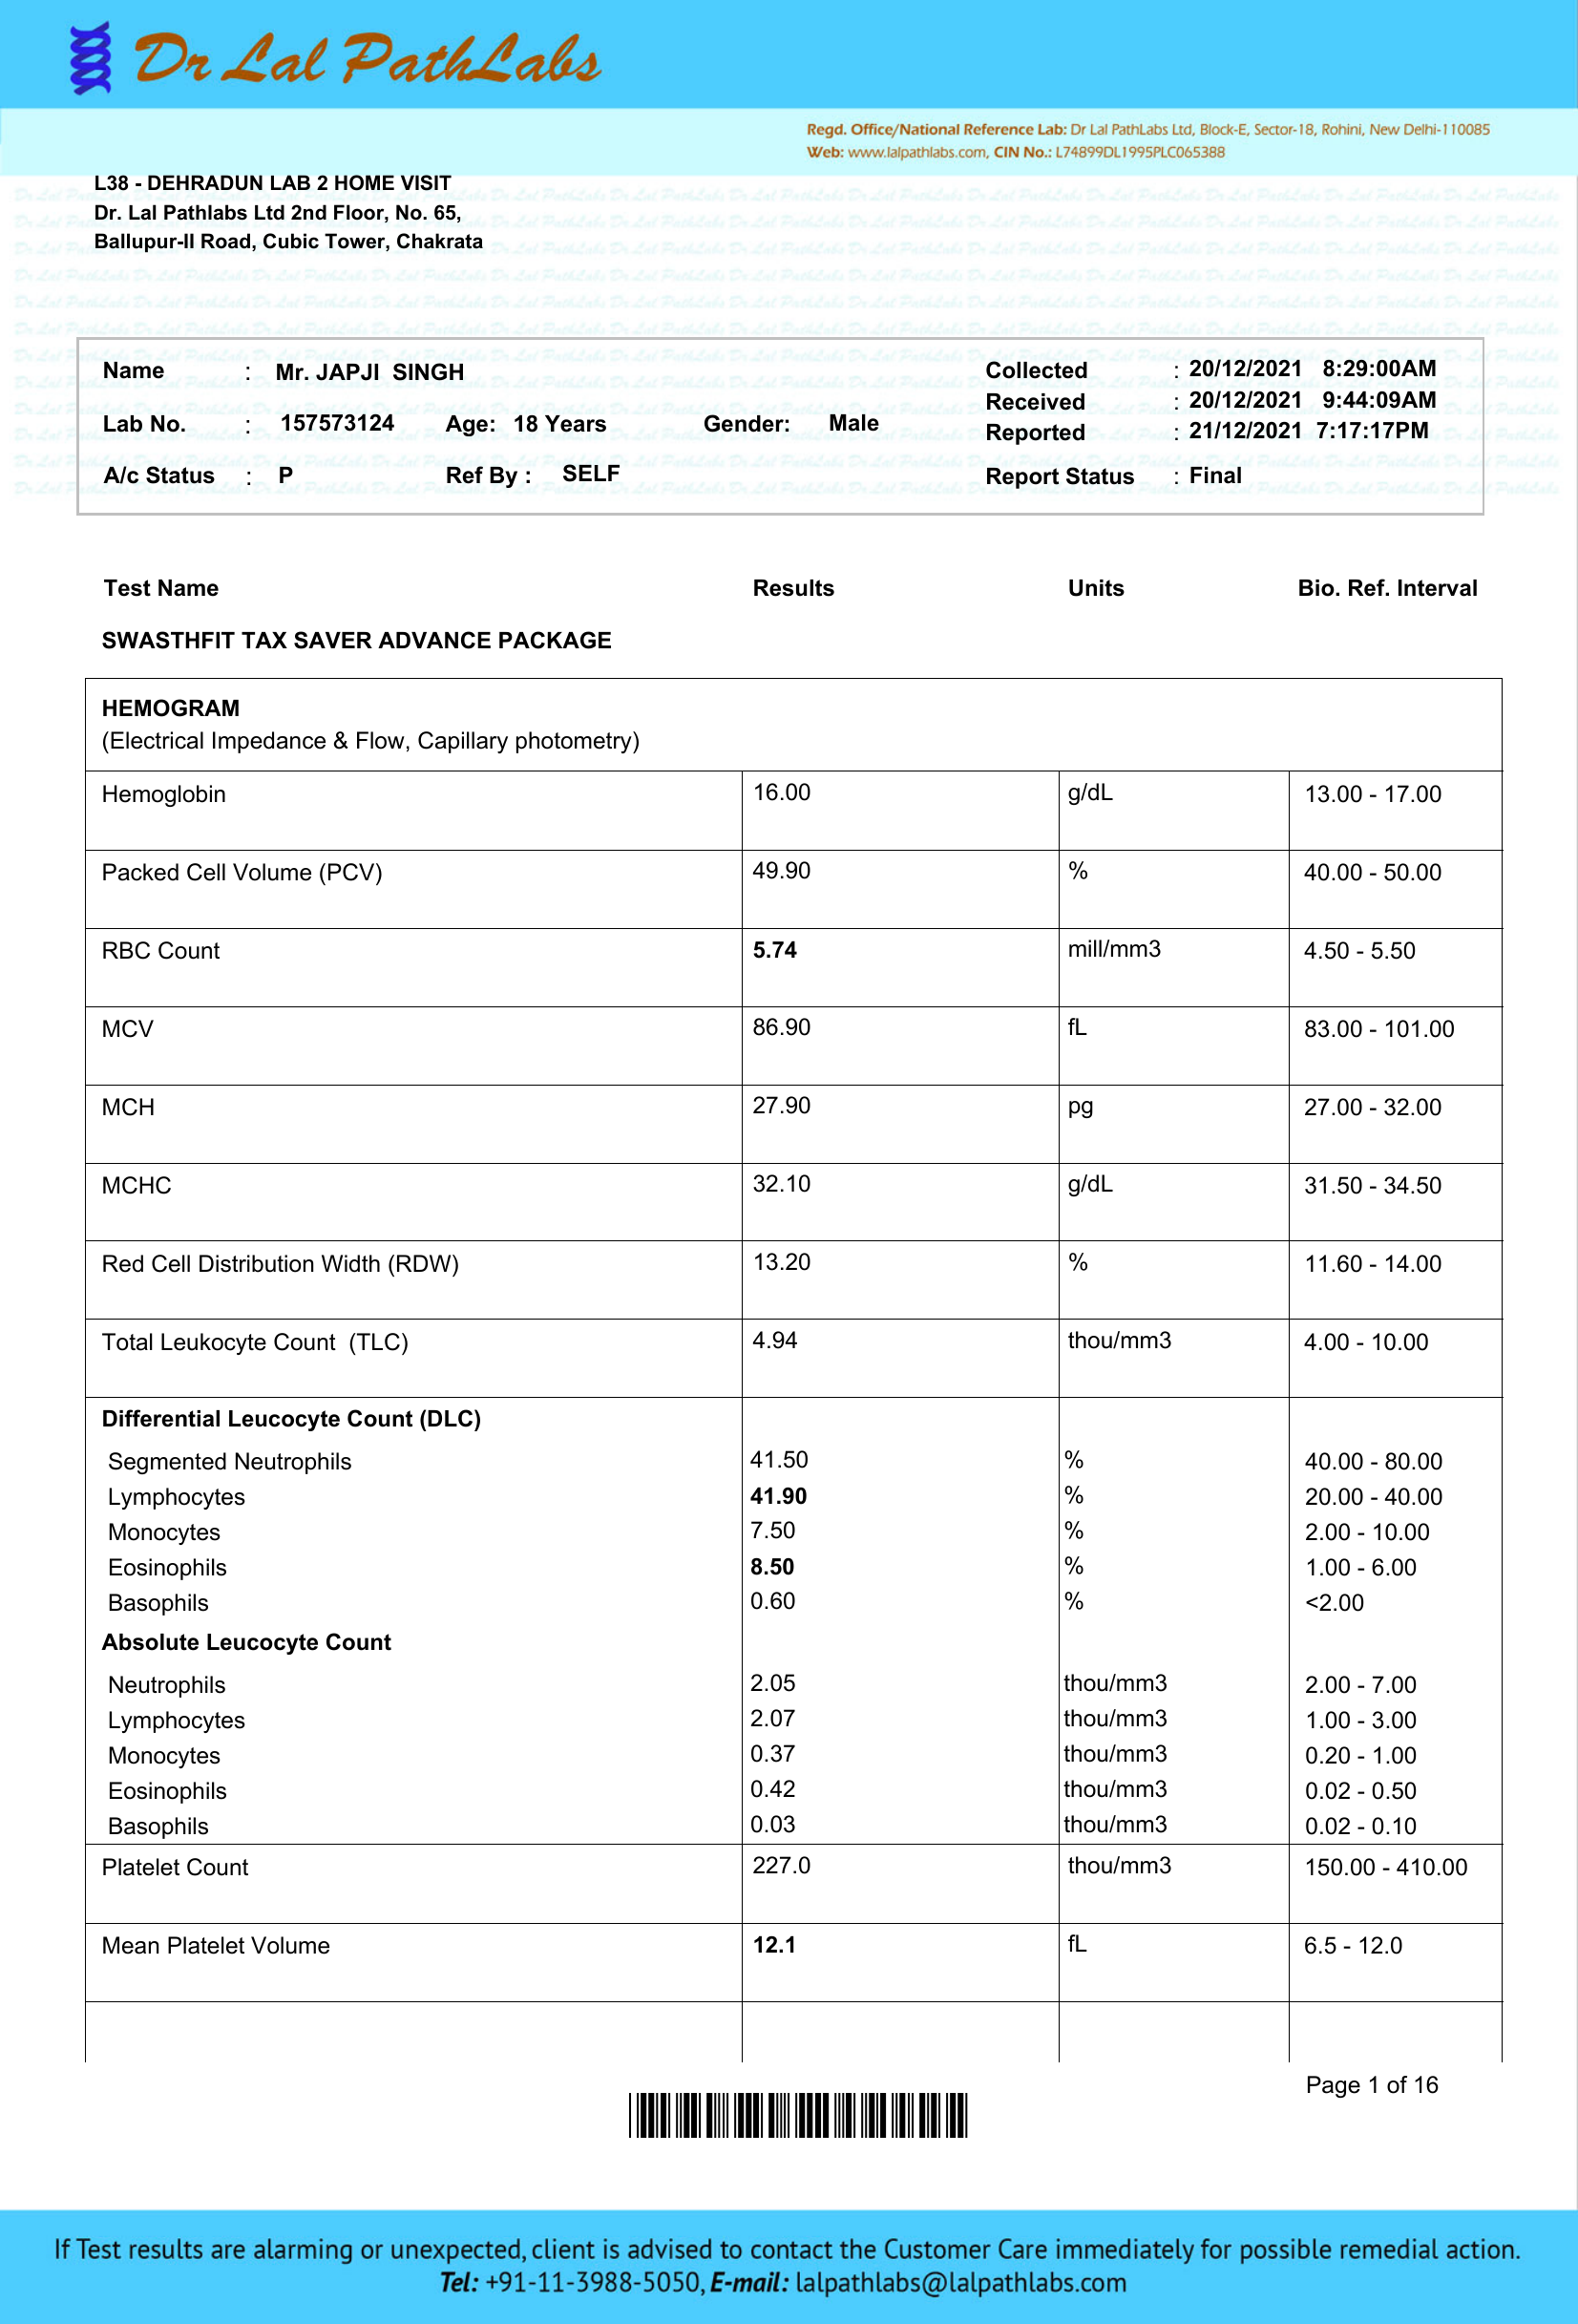 Dr Lal PathLabs
Regd. Office/National Reference Lab: Dr Lal PathLabs Ltd, Block-E, Sector-18, Rohini, New Delhi-110085
Web: www.lalpathlabs.com, CIN No.: L74899DL1995PLC065388
L38 - DEHRADUN LAB 2 HOME VISIT
Dr. Lal Pathlabs Ltd 2nd Floor, No. 65,
Ballupur-II Road, Cubic Tower, Chakrata
Name : Mr. JAPJI SINGH Collected : 20/12/2021 8:29:00AM
Received : 20/12/2021 9:44:09AM
Lab No. : 157573124 Age: 18 Years Gender: Male Reported : 21/12/2021 7:17:17PM
A/c Status : P Ref By : SELF Report Status : Final
Test Name Results Units Bio. Ref. Interval
SWASTHFIT TAX SAVER ADVANCE PACKAGE
HEMOGRAM
(Electrical Impedance & Flow, Capillary photometry)
Hemoglobin 16.00 g/dL 13.00 - 17.00
Packed Cell Volume (PCV) 49.90 % 40.00 - 50.00
RBC Count 5.74 mill/mm3 4.50 - 5.50
MCV 86.90 fL 83.00 - 101.00
MCH 27.90 pg 27.00 - 32.00
MCHC 32.10 g/dL 31.50 - 34.50
Red Cell Distribution Width (RDW) 13.20 % 11.60 - 14.00
Total Leukocyte Count (TLC) 4.94 thou/mm3 4.00 - 10.00
Differential Leucocyte Count (DLC)
Segmented Neutrophils 41.50 % 40.00 - 80.00
Lymphocytes 41.90 % 20.00 - 40.00
Monocytes 7.50 % 2.00 - 10.00
Eosinophils 8.50 % 1.00 - 6.00
Basophils 0.60 % <2.00
Absolute Leucocyte Count
Neutrophils 2.05 thou/mm3 2.00 - 7.00
Lymphocytes 2.07 thou/mm3 1.00 - 3.00
Monocytes 0.37 thou/mm3 0.20 - 1.00
Eosinophils 0.42 thou/mm3 0.02 - 0.50
Basophils 0.03 thou/mm3 0.02 - 0.10
Platelet Count 227.0 thou/mm3 150.00 - 410.00
Mean Platelet Volume 12.1 fL 6.5 - 12.0
Page 1 of 16
If Test results are alarming or unexpected, client is advised to contact the Customer Care immediately for possible remedial action.
Tel: +91-11-3988-5050, E-mail: lalpathlabs@lalpathlabs.com